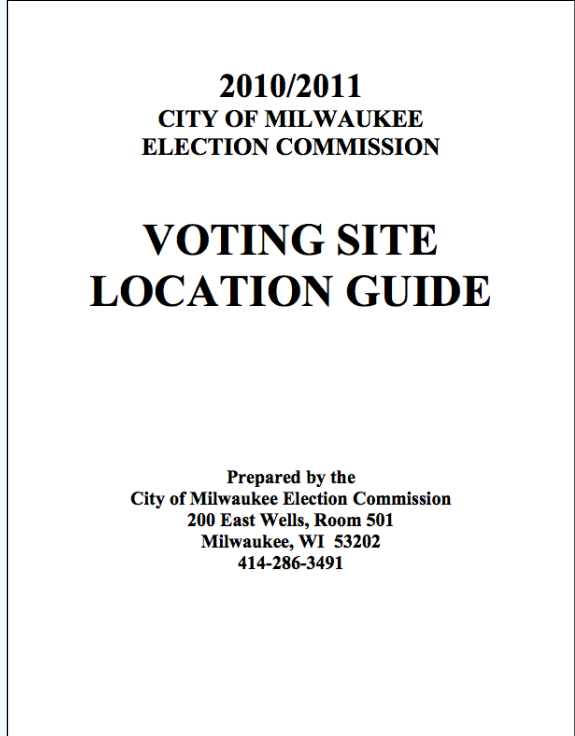 2010/2011
CITY OF MILWAUKEE
ELECTION COMMISSION
VOTING SITE
LOCATION GUIDE
Prepared by the
City of Milwaukee Election Commission
200 East Wells, Room 501
Milwaukee, WI  53202
414-286-3491